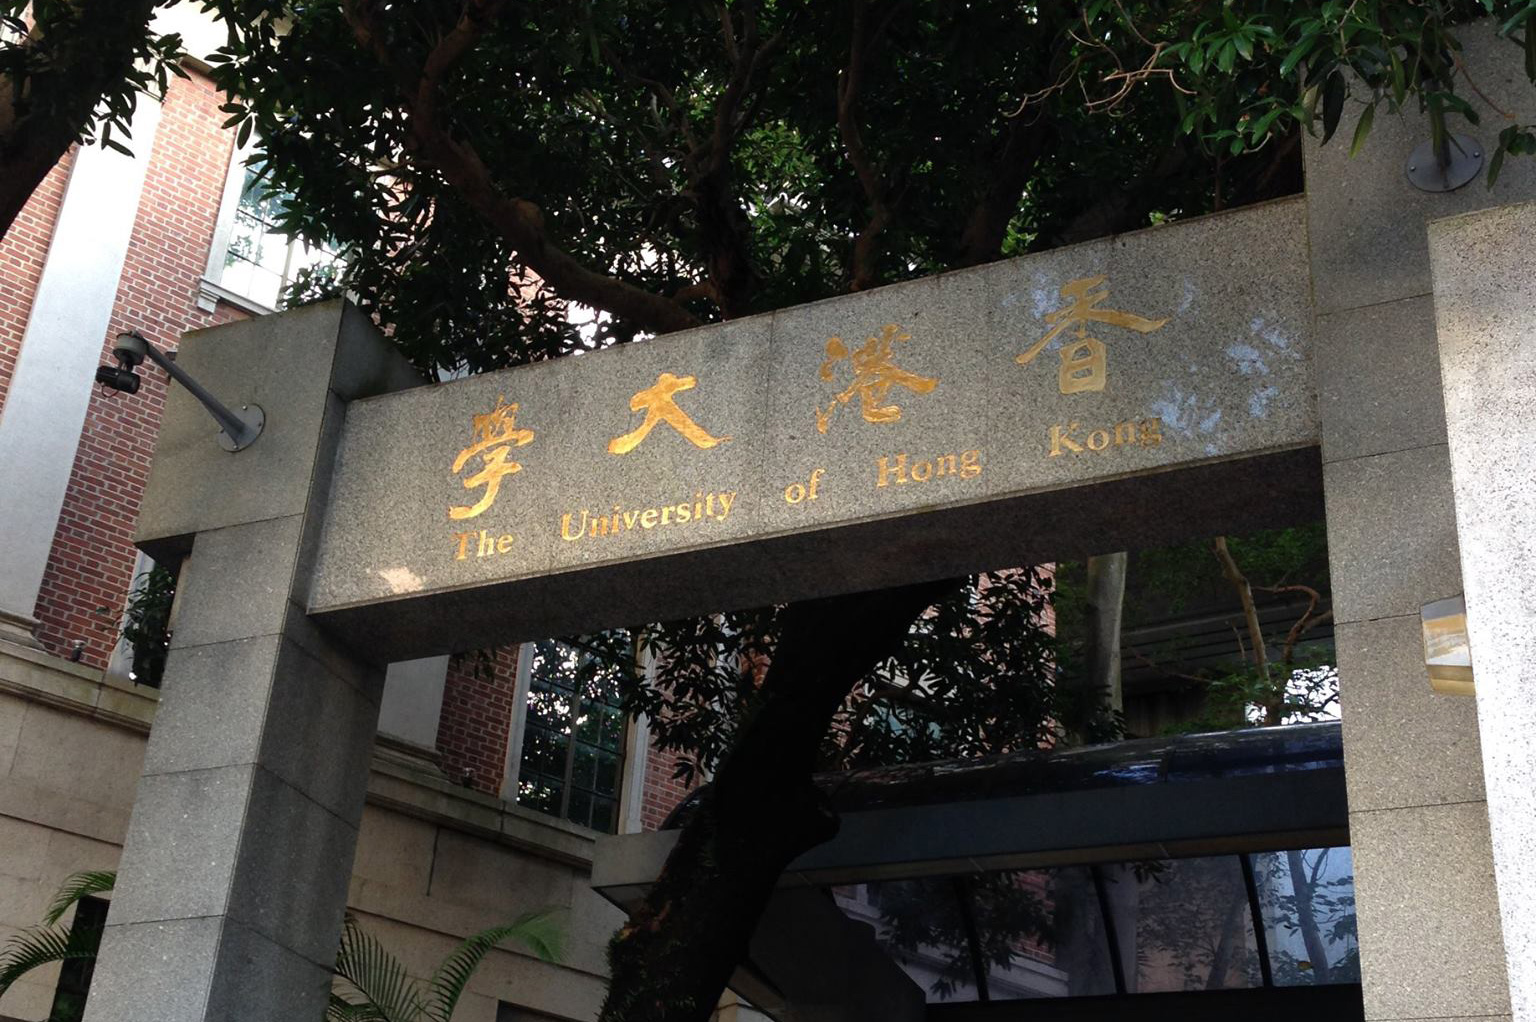 香港大學
The University of Hong Kong